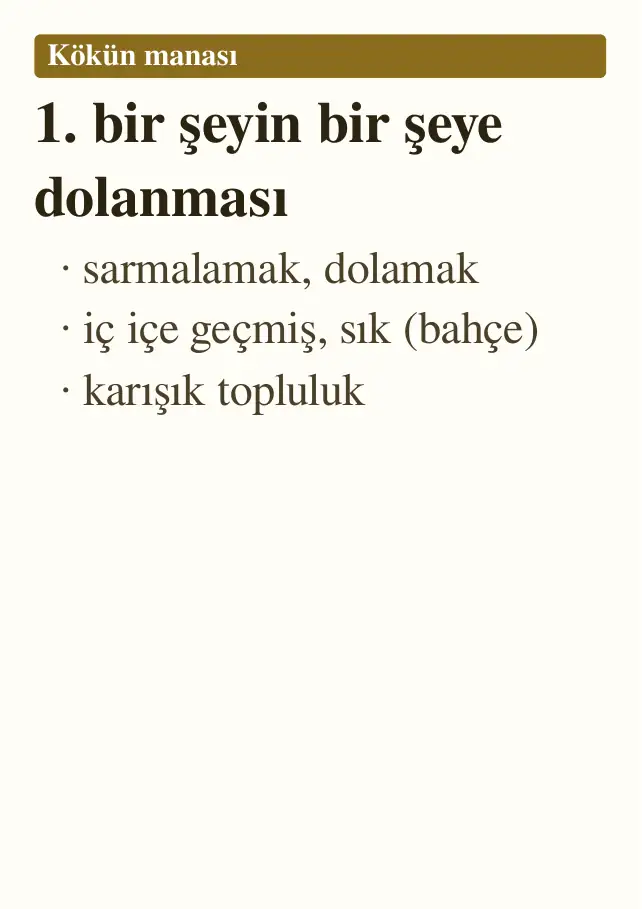 Kökün manası
1. bir şeyin bir şeye
dolanması
· sarmalamak, dolamak
· iç içe geçmiş, sık (bahçe)
· karışık topluluk